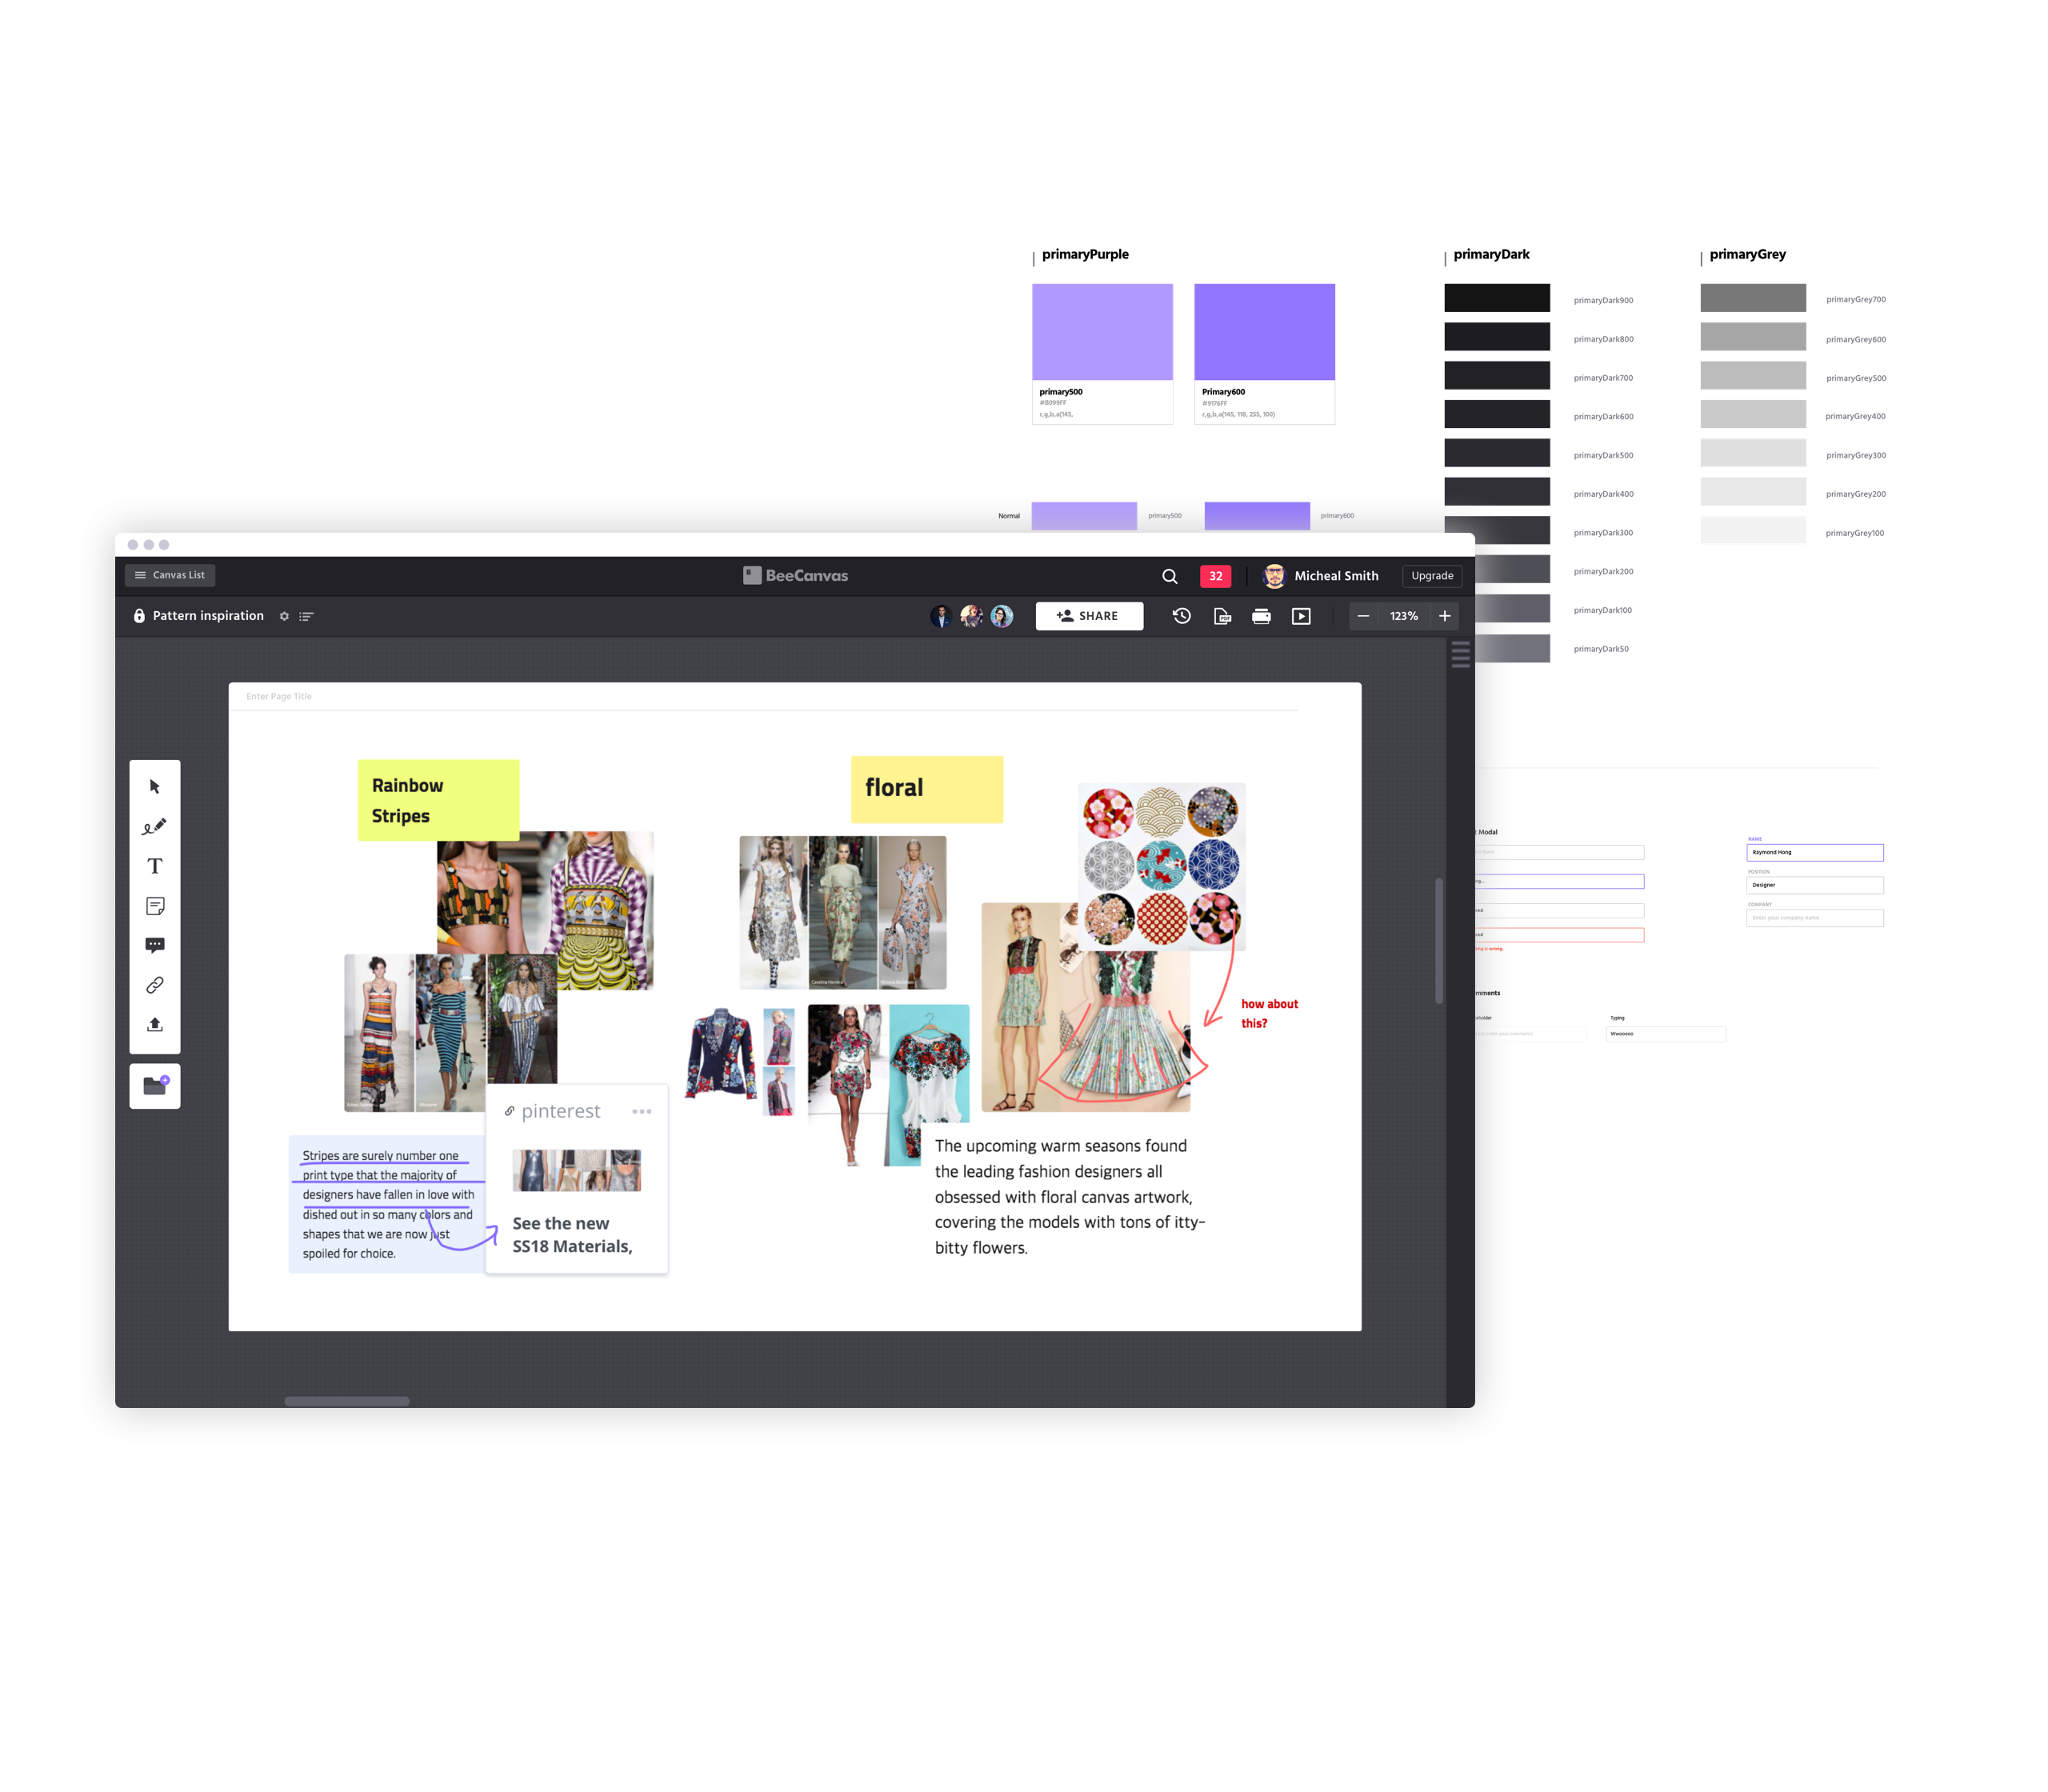 primaryPurple
primary500
#B099FF
r,g,b,a(145,
Primary600
#9176FF
r,g,b,a(145, 118, 255, 100)
Normal
primary500
primary600
primaryDark
primaryDark900
primaryDark800
primaryDark700
primaryDark600
primaryDark500
primaryDark400
primaryDark300
primaryDark200
primaryDark100
primaryDark50
primaryGrey
primaryGrey700
primaryGrey600
primaryGrey500
primaryGrey400
primaryGrey300
primaryGrey200
primaryGrey100
Canvas List
BeeCanvas
32
Micheal Smith
Upgrade
Pattern inspiration
SHARE
PDF
123%
Enter Page Title
Rainbow
Stripes
floral
how about
this?
pinterest
See the new
SS18 Materials,
Stripes are surely number one
print type that the majority of
designers have fallen in love with
dished out in so many colors and
shapes that we are now just
spoiled for choice.
The upcoming warm seasons found
the leading fashion designers all
obsessed with floral canvas artwork,
covering the models with tons of itty-
bitty flowers.
Modal
is wrong.
Typing
Wwooooo
NAME
Raymond Hong
POSITION
Designer
COMPANY
Enter your company name